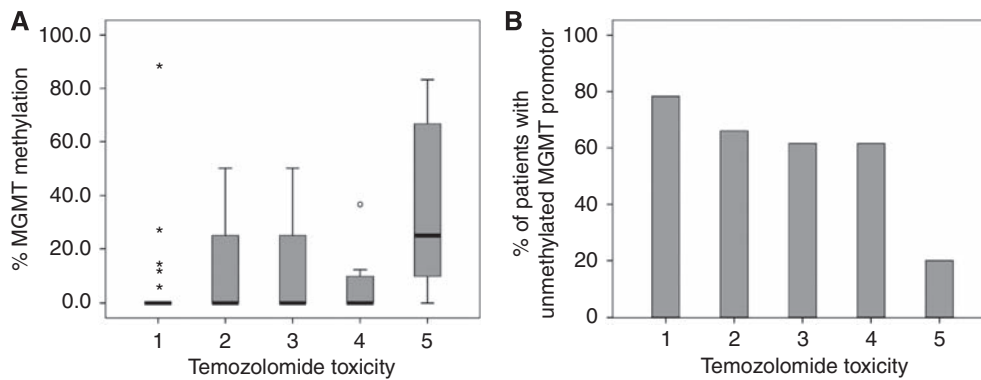 A
% MGMT methylation
100.0
80.0
60.0
40.0
20.0
0.0
*
*
*
*
*
1 2 3 4 5
Temozolomide toxicity
B
% of patients with
unmethylated MGMT promotor
100
80
60
40
20
0
1 2 3 4 5
Temozolomide toxicity